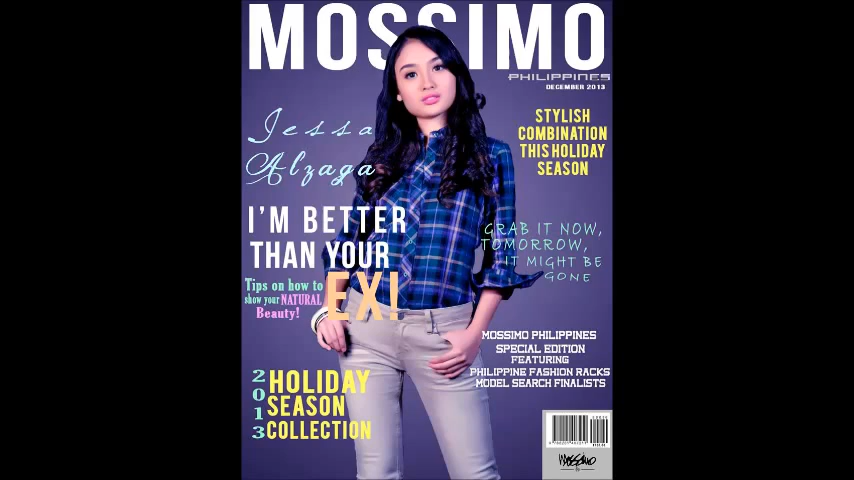 MOSSIMO
PHILIPPINES
DECEMBER 2013
Jessa
Alzaga
STYLISH
COMBINATION
THIS HOLIDAY
SEASON
I'M BETTER
THAN YOUR
EX!
GRAB IT NOW,
TOMORROW,
IT MIGHT BE
GONE
Tips on how to
show your NATURAL
Beauty!
MOSSIMO PHILIPPINES
SPECIAL EDITION
FEATURING
PHILIPPINE FASHION RACKS
MODEL SEARCH FINALISTS
2013
HOLIDAY
SEASON
COLLECTION
MOSSIMO